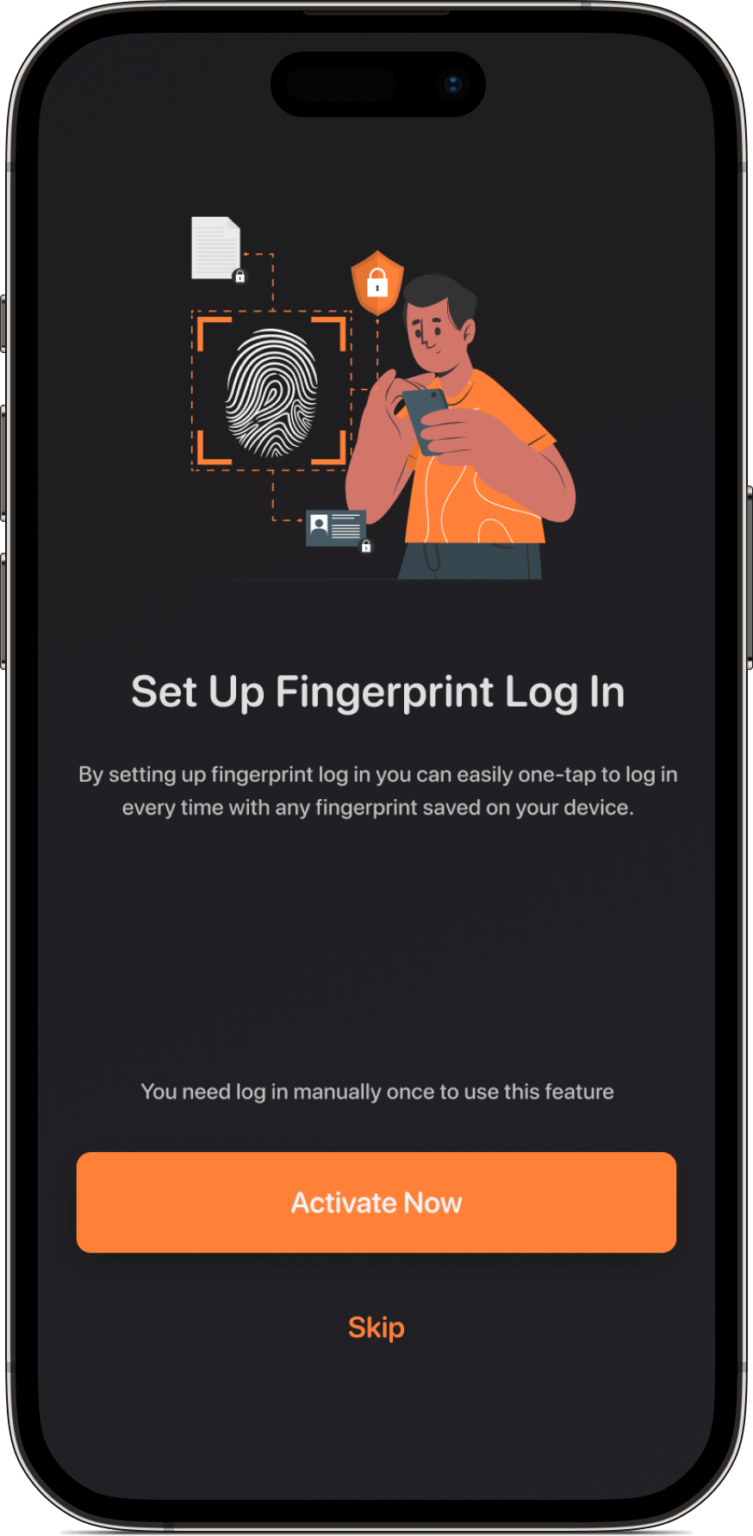 Set Up Fingerprint Log In
By setting up fingerprint log in you can easily one-tap to log in
every time with any fingerprint saved on your device.
You need log in manually once to use this feature
Activate Now
Skip